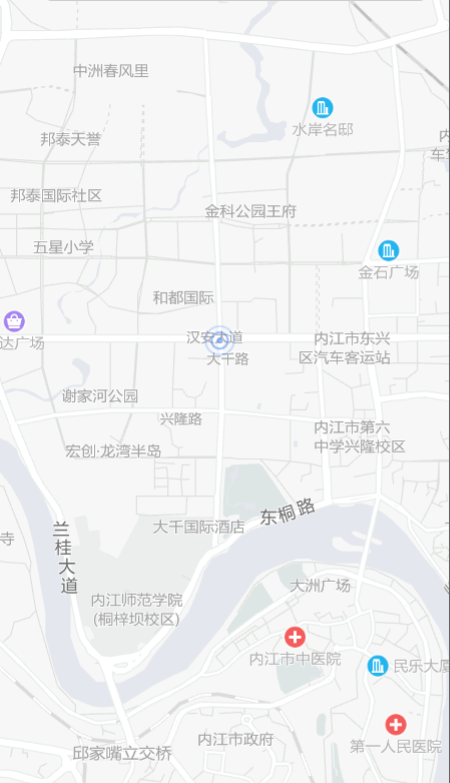 中洲春风里
水岸名邸
内
车
邦泰天誉
邦泰国际社区
金科公园王府
五星小学
金石广场
和都国际
汉安大道
达广场
大千路
内江市东兴
区汽车客运站
谢家河公园
兴隆路
内江市第六
中学兴隆校区
宏创·龙湾半岛
东桐路
大千国际酒店
兰桂大道
寺
大洲广场
内江师范学院
(桐梓坝校区)
内江市中医院
民乐大厦
内江市政府
第一人民医院
邱家嘴立交桥